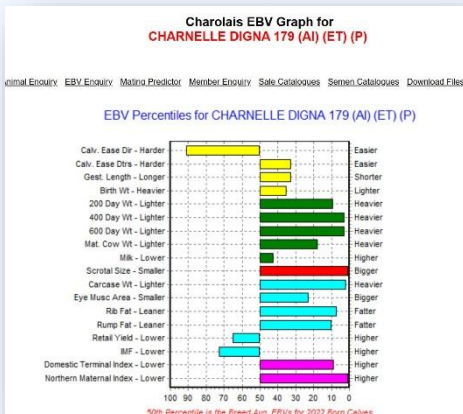 Charolais EBV Graph for
CHARNELLE DIGNA 179 (AI) (ET) (P)
Animal Enquiry EBV Enquiry Mating Predictor Member Enquiry Sale Catalogues Semen Catalogues Download Files
EBV Percentiles for CHARNELLE DIGNA 179 (AI) (ET) (P)
Calv. Ease Dir - Harder Easier
Calv. Ease Dtrs - Harder Easier
Gest. Length - Longer Shorter
Birth Wt - Heavier Lighter
200 Day Wt - Lighter Heavier
400 Day Wt - Lighter Heavier
600 Day Wt - Lighter Heavier
Mat. Cow Wt - Lighter Heavier
Milk - Lower Higher
Scrotal Size - Smaller Bigger
Carcase Wt - Lighter Heavier
Eye Musc Area - Smaller Bigger
Rib Fat - Leaner Fatter
Rump Fat - Leaner Fatter
Retail Yield - Lower Higher
IMF - Lower Higher
Domestic Terminal Index - Lower Higher
Northern Maternal Index - Lower Higher
100 90 80 70 60 50 40 30 20 10 0
50th Percentile is the Breed Avg. EBVs for 2022 Born Calves